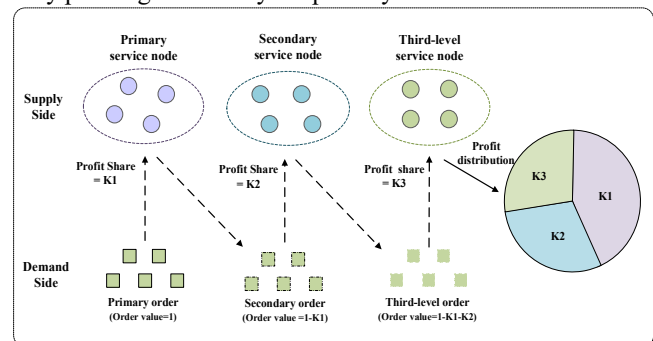 Primary
service node
Secondary
service node
Third-level
service node
Supply
Side
Profit Share
= K1
Profit Share
=K2
Profit share
= K3
Profit
distribution
K3
K1
K2
Demand
Side
Primary order
(Order value=1)
Secondary order
(Order value =1-K1)
Third-level order
(Order value=1-K1-K2)